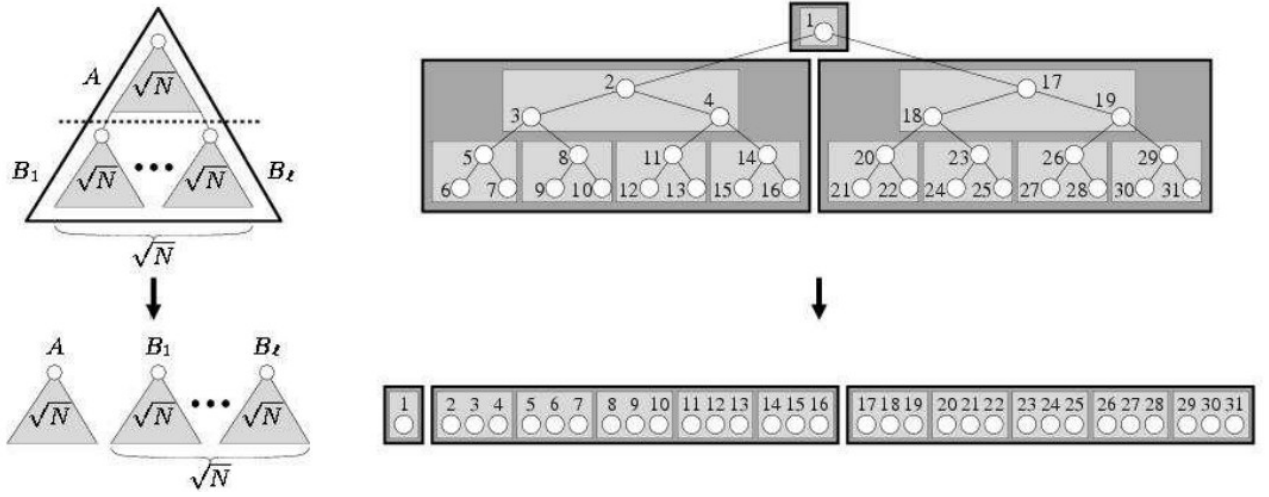 A
√N
B₁ √N ••• √N Bℓ
√N
A B₁ Bℓ
√N √N ••• √N
√N
1
2 17
3 4 18 19
5 8 11 14 20 23 26 29
6 7 9 10 12 13 15 16 21 22 24 25 27 28 30 31
1 2 3 4 5 6 7 8 9 10 11 12 13 14 15 16 17 18 19 20 21 22 23 24 25 26 27 28 29 30 31